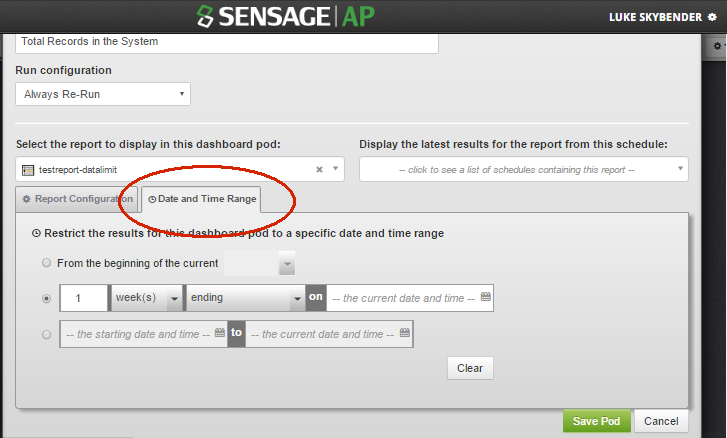 SENSAGE AP
LUKE SKYBENDER
Total Records in the System
Run configuration
Always Re-Run
Select the report to display in this dashboard pod:
Display the latest results for the report from this schedule:
testreport-datalimit
-- click to see a list of schedules containing this report --
Report Configuration
Date and Time Range
Restrict the results for this dashboard pod to a specific date and time range
From the beginning of the current
1 week(s) ending on -- the current date and time --
-- the starting date and time -- to -- the current date and time --
Clear
Save Pod Cancel